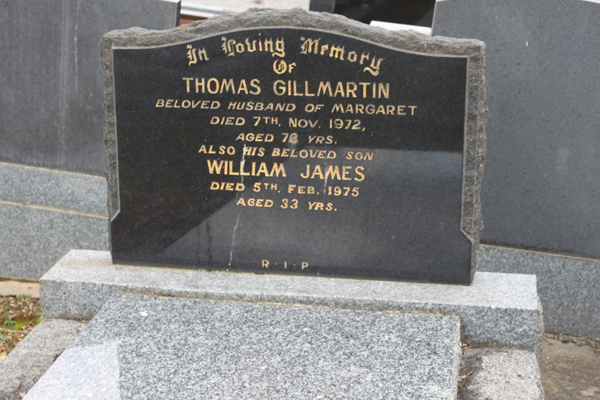 In Loving Memory
Of
THOMAS GILLMARTIN
BELOVED HUSBAND OF MARGARET
DIED 7TH, NOV. 1972,
AGED 78 YRS.
ALSO HIS BELOVED SON
WILLIAM JAMES
DIED 5TH, FEB. 1975
AGED 33 YRS.
R·I·P